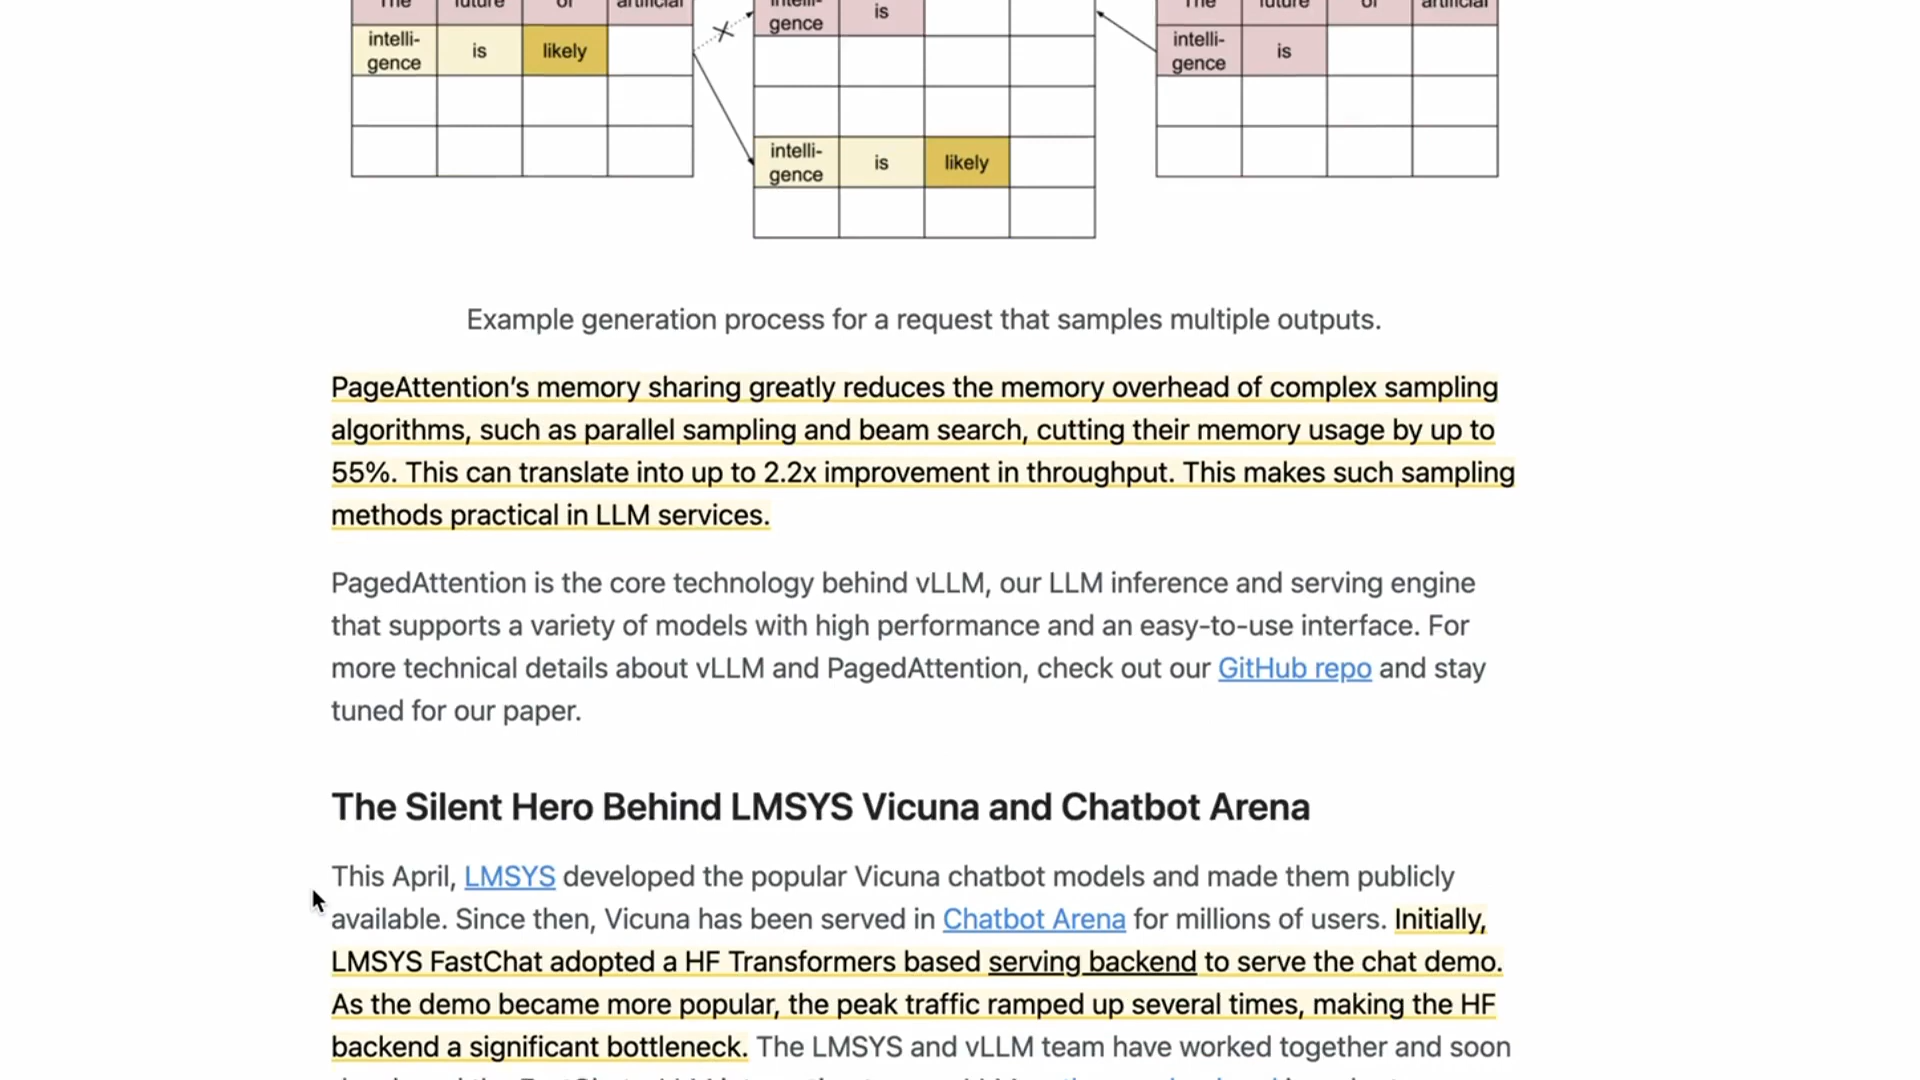 The future of artificial
intelli-
gence is likely
intelli-
gence is
intelli-
gence is likely
The future of artificial
intelli-
gence is
Example generation process for a request that samples multiple outputs.
PageAttention’s memory sharing greatly reduces the memory overhead of complex sampling
algorithms, such as parallel sampling and beam search, cutting their memory usage by up to
55%. This can translate into up to 2.2x improvement in throughput. This makes such sampling
methods practical in LLM services.
PagedAttention is the core technology behind vLLM, our LLM inference and serving engine
that supports a variety of models with high performance and an easy-to-use interface. For
more technical details about vLLM and PagedAttention, check out our GitHub repo and stay
tuned for our paper.
The Silent Hero Behind LMSYS Vicuna and Chatbot Arena
This April, LMSYS developed the popular Vicuna chatbot models and made them publicly
available. Since then, Vicuna has been served in Chatbot Arena for millions of users. Initially,
LMSYS FastChat adopted a HF Transformers based serving backend to serve the chat demo.
As the demo became more popular, the peak traffic ramped up several times, making the HF
backend a significant bottleneck. The LMSYS and vLLM team have worked together and soon